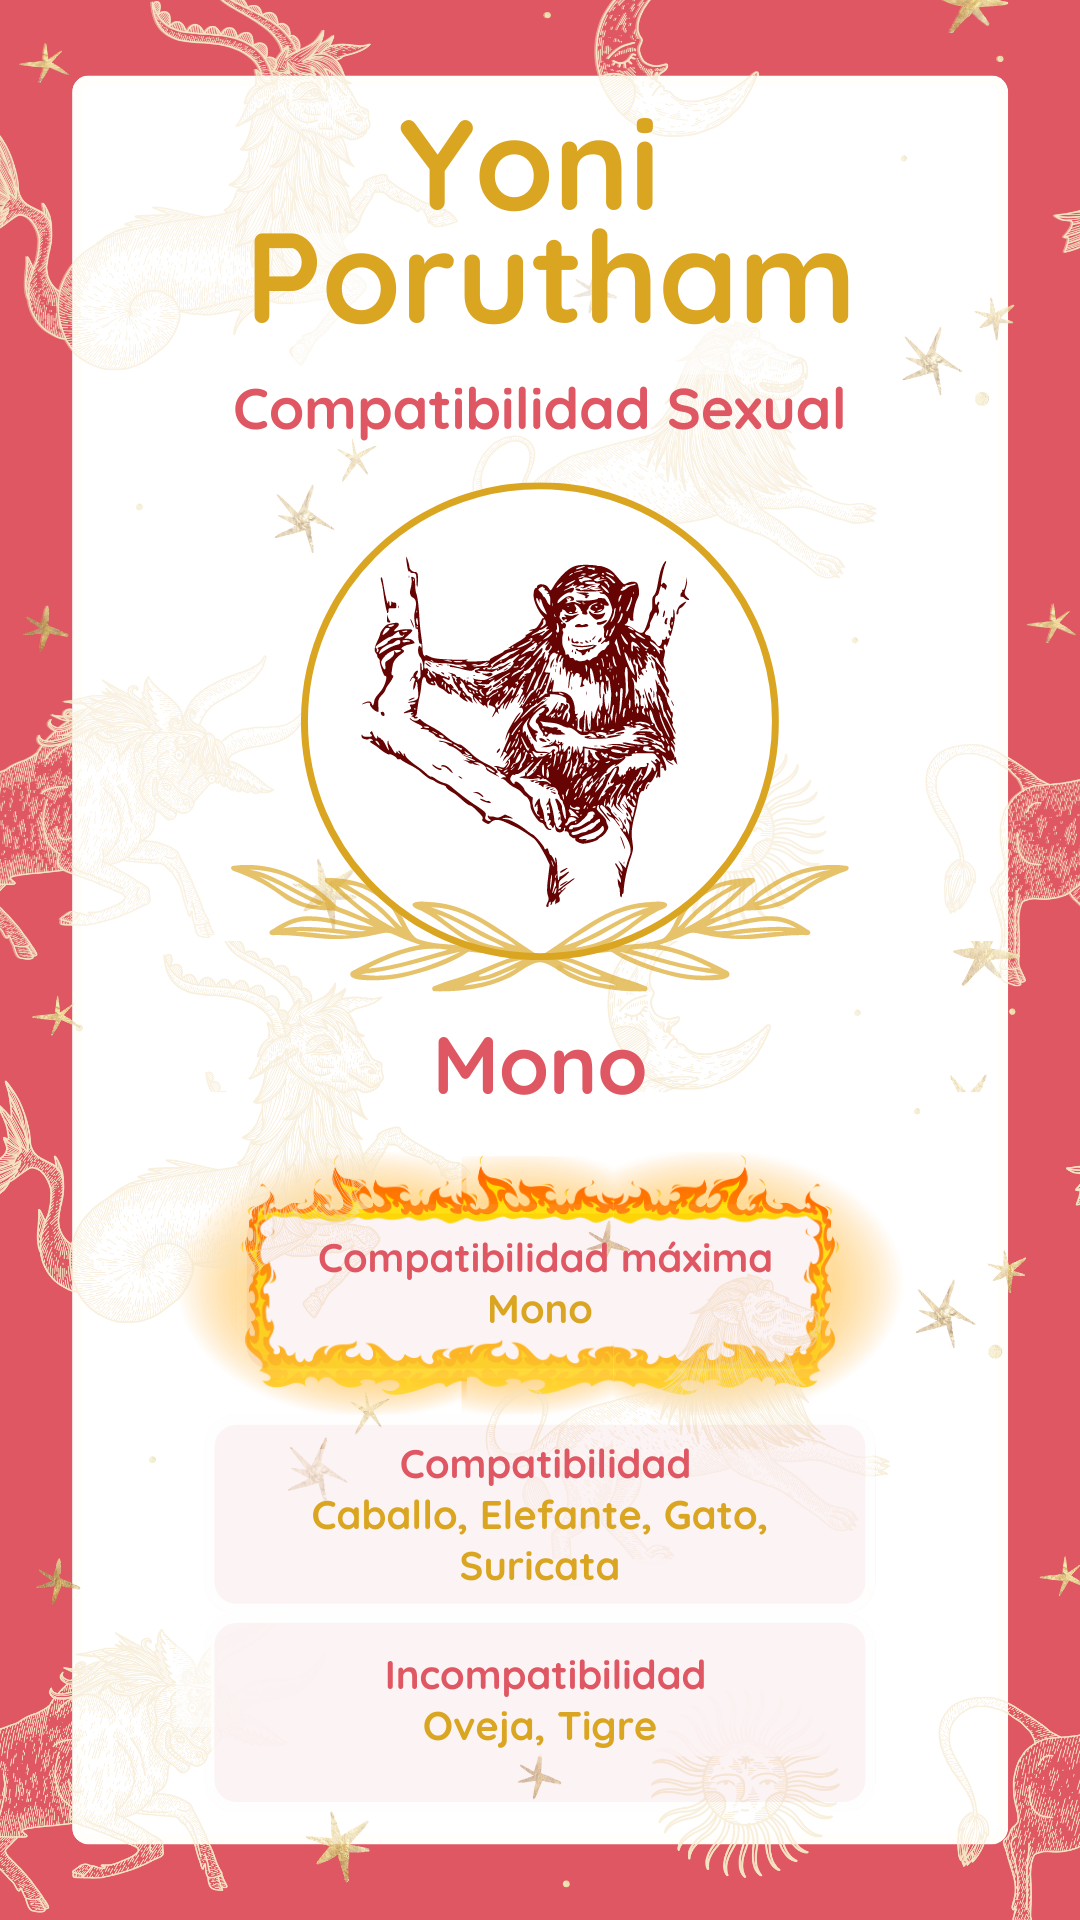 Yoni
Porutham
Compatibilidad Sexual
Mono
Compatibilidad máxima
Mono
Compatibilidad
Caballo, Elefante, Gato,
Suricata
Incompatibilidad
Oveja, Tigre